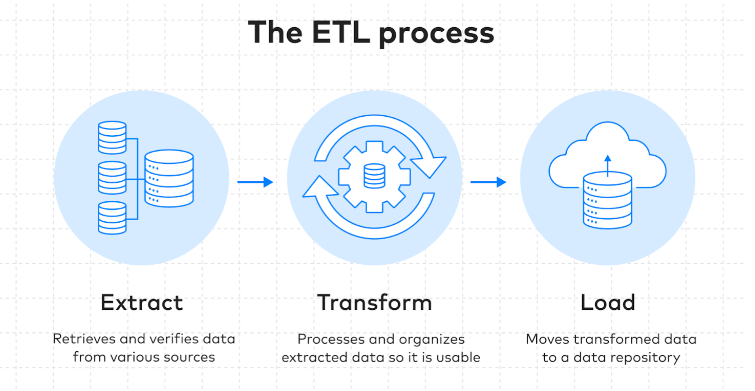 The ETL process
Extract
Retrieves and verifies data
from various sources
Transform
Processes and organizes
extracted data so it is usable
Load
Moves transformed data
to a data repository